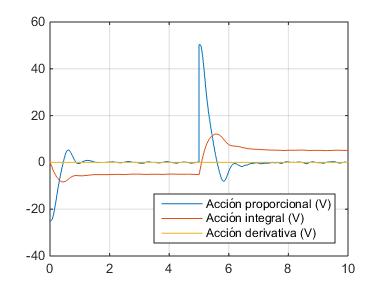 60
40
20
0
-20
-40
Acción proporcional (V)
Acción integral (V)
Acción derivativa (V)
0 2 4 6 8 10